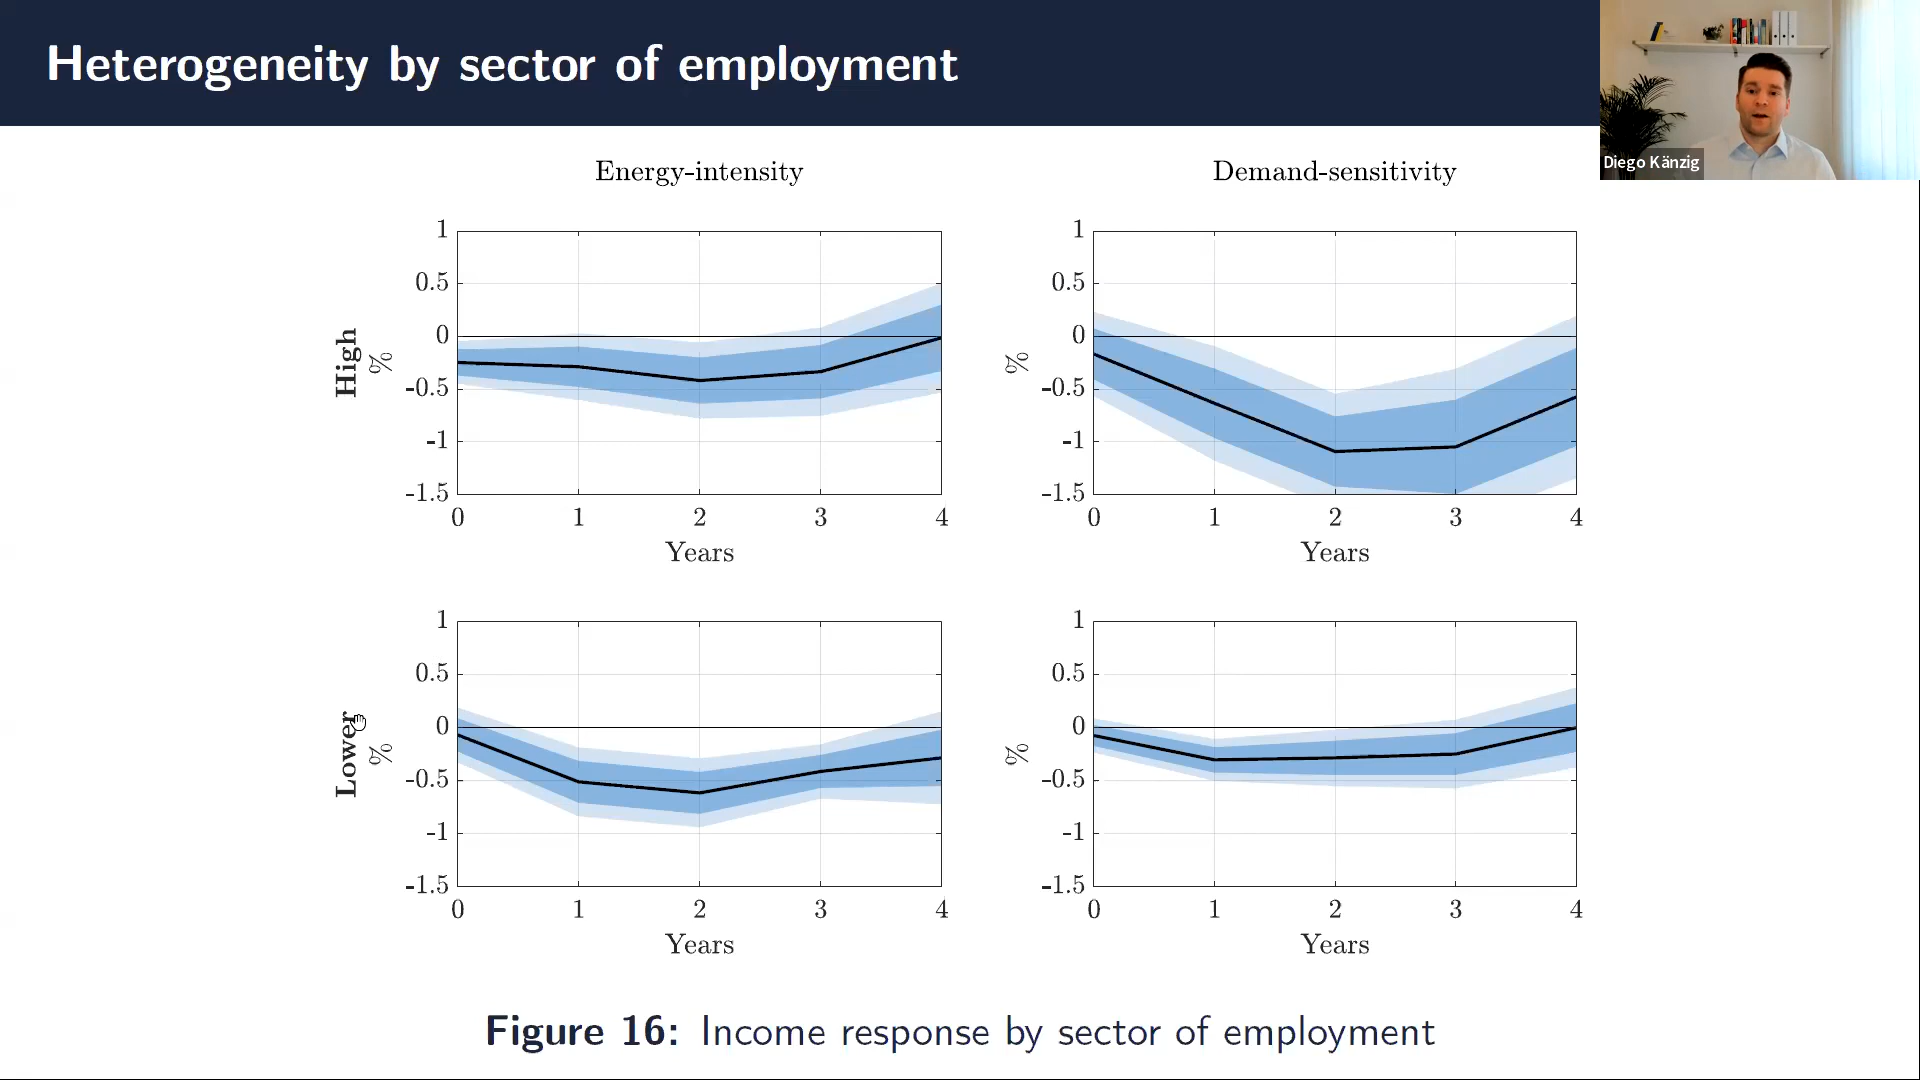 Heterogeneity by sector of employment
Diego Känzig
Energy-intensity
Demand-sensitivity
High
%
1
0.5
0
-0.5
-1
-1.5
0 1 2 3 4
Years
%
1
0.5
0
-0.5
-1
-1.5
0 1 2 3 4
Years
Lower
%
1
0.5
0
-0.5
-1
-1.5
0 1 2 3 4
Years
%
1
0.5
0
-0.5
-1
-1.5
0 1 2 3 4
Years
Figure 16: Income response by sector of employment